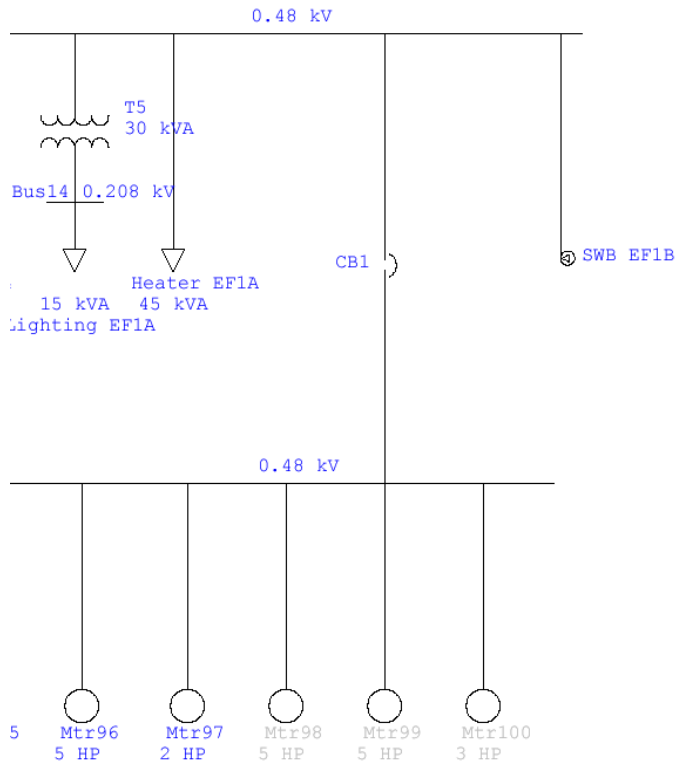 0.48 kV
T5
30 kVA
Bus14 0.208 kV
CB1
SWB EF1B
Heater EF1A
15 kVA
45 kVA
Lighting EF1A
0.48 kV
5
Mtr96
Mtr97
Mtr98
Mtr99
Mtr100
5 HP
2 HP
5 HP
5 HP
3 HP